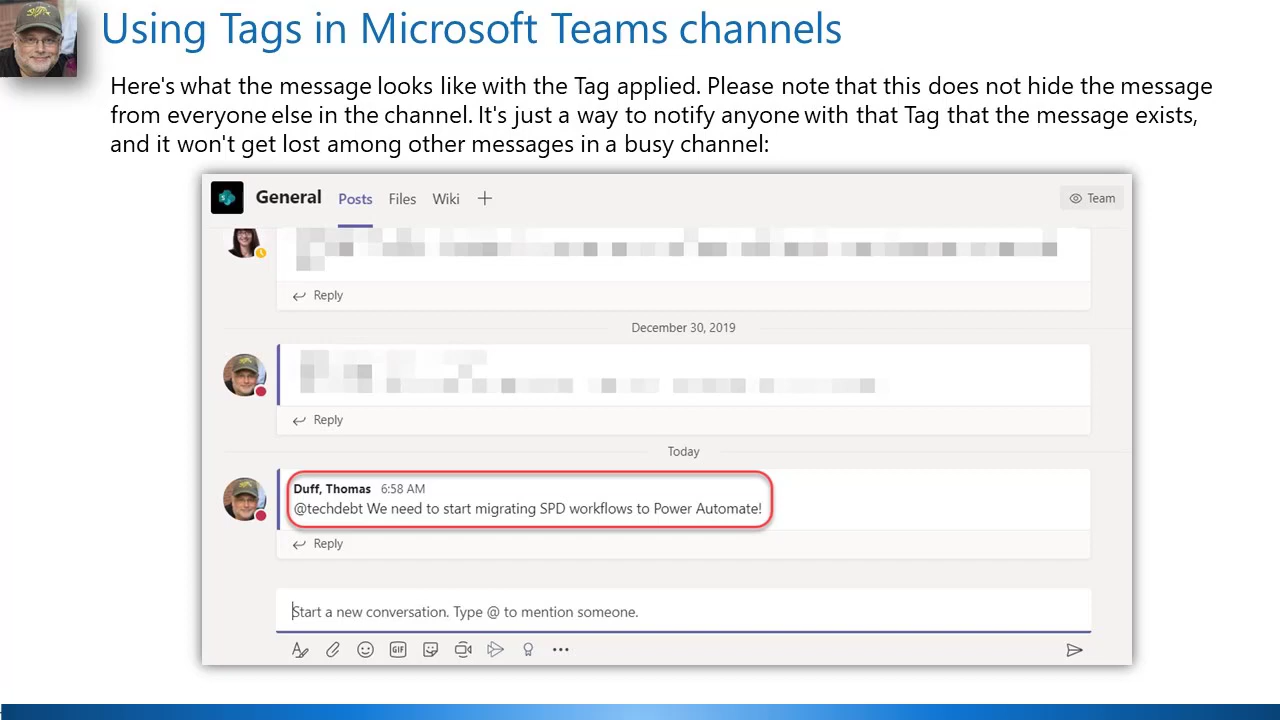 Using Tags in Microsoft Teams channels
Here's what the message looks like with the Tag applied. Please note that this does not hide the message
from everyone else in the channel. It's just a way to notify anyone with that Tag that the message exists,
and it won't get lost among other messages in a busy channel:
General Posts Files Wiki Team
Reply
December 30, 2019
Reply
Today
Duff, Thomas 6:58 AM
@techdebt We need to start migrating SPD workflows to Power Automate!
Reply
Start a new conversation. Type @ to mention someone.
GIF